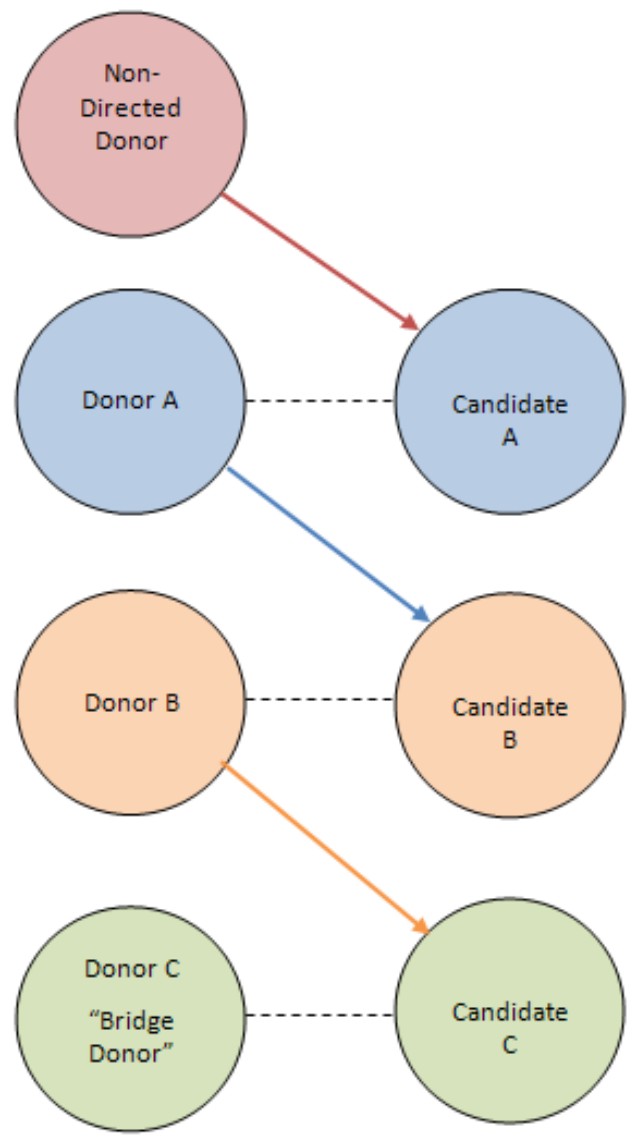 Non-
Directed
Donor
Donor A
Candidate
A
Donor B
Candidate
B
Donor C
“Bridge
Donor”
Candidate
C